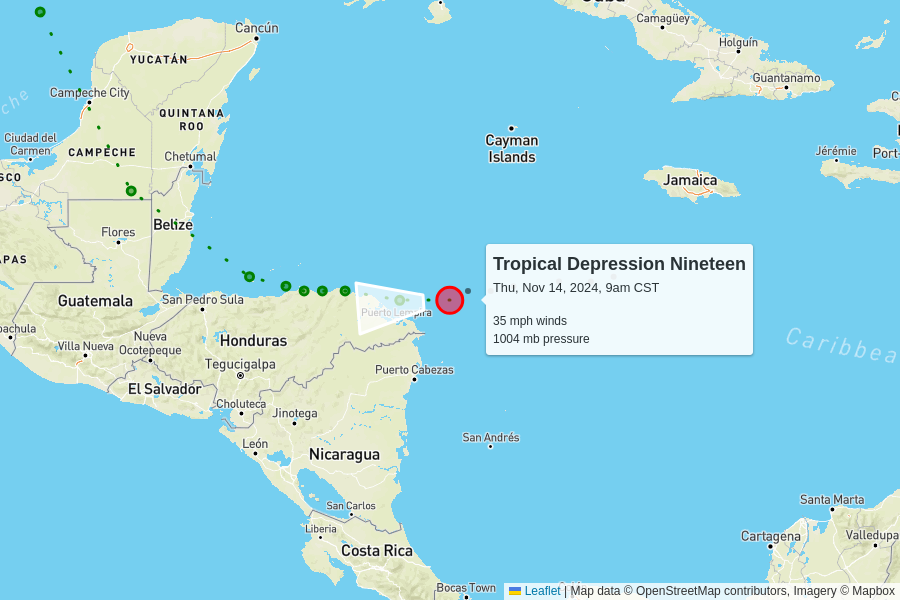 Cuba
Camagüey
Cancún
Holguín
YUCATÁN
Guantanamo
Campeche City
QUINTANA
ROO
Cayman
Islands
Ciudad del
Carmen
CAMPECHE
Chetumal
Jérémie
Port-
SCO
Jamaica
Belize
Flores
APAS
Tropical Depression Nineteen
Thu, Nov 14, 2024, 9am CST
35 mph winds
1004 mb pressure
Guatemala
San Pedro Sula
Puerto Lempira
apachula
Nueva
Ocotepeque
Villa Nueva
Honduras
Caribbea
Tegucigalpa
Puerto Cabezas
El Salvador
Choluteca
Jinotega
San Andrés
León
Nicaragua
San Carlos
Santa Marta
Liberia
Cartagena
Valledupa
Costa Rica
Bocas Town
Leaflet | Map data © OpenStreetMap contributors, Imagery © Mapbox